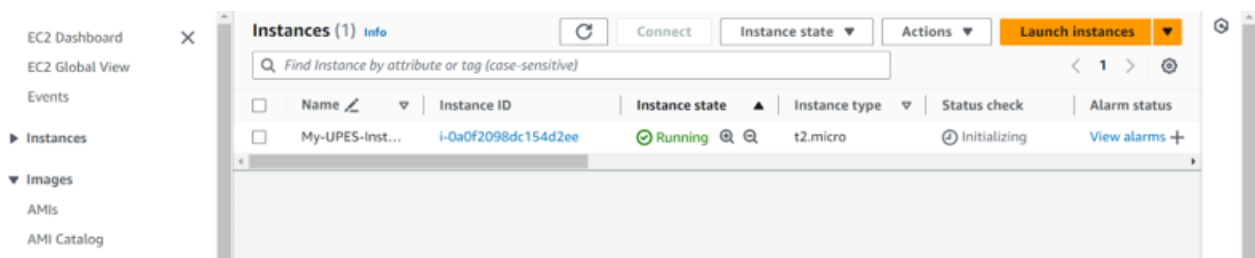 EC2 Dashboard
EC2 Global View
Events
Instances
Images
AMIs
AMI Catalog
Instances (1) Info
Connect
Instance state
Actions
Launch instances
Find Instance by attribute or tag (case-sensitive)
1
Name Instance ID Instance state Instance type Status check Alarm status
My-UPES-Inst... i-0a0f2098dc154d2ee Running t2.micro Initializing View alarms